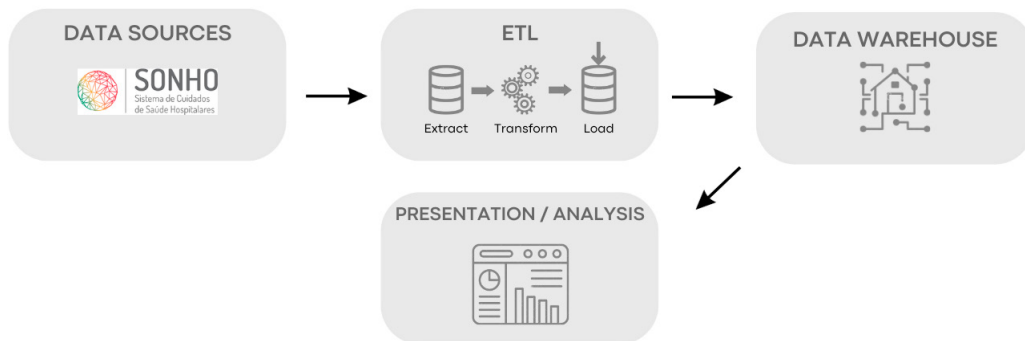 DATA SOURCES
SONHO
Sistema de Cuidados
de Saúde Hospitalares
ETL
Extract
Transform
Load
DATA WAREHOUSE
PRESENTATION / ANALYSIS